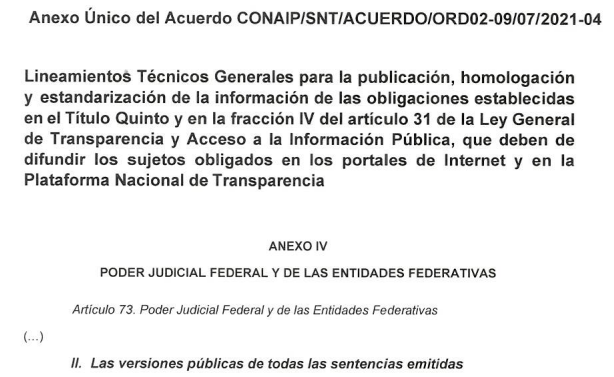 Anexo Único del Acuerdo CONAIP/SNT/ACUERDO/ORD02-09/07/2021-04
Lineamientos Técnicos Generales para la publicación, homologación
y estandarización de la información de las obligaciones establecidas
en el Título Quinto y en la fracción IV del artículo 31 de la Ley General
de Transparencia y Acceso a la Información Pública, que deben de
difundir los sujetos obligados en los portales de Internet y en la
Plataforma Nacional de Transparencia
ANEXO IV
PODER JUDICIAL FEDERAL Y DE LAS ENTIDADES FEDERATIVAS
Artículo 73. Poder Judicial Federal y de las Entidades Federativas
(...)
II. Las versiones públicas de todas las sentencias emitidas